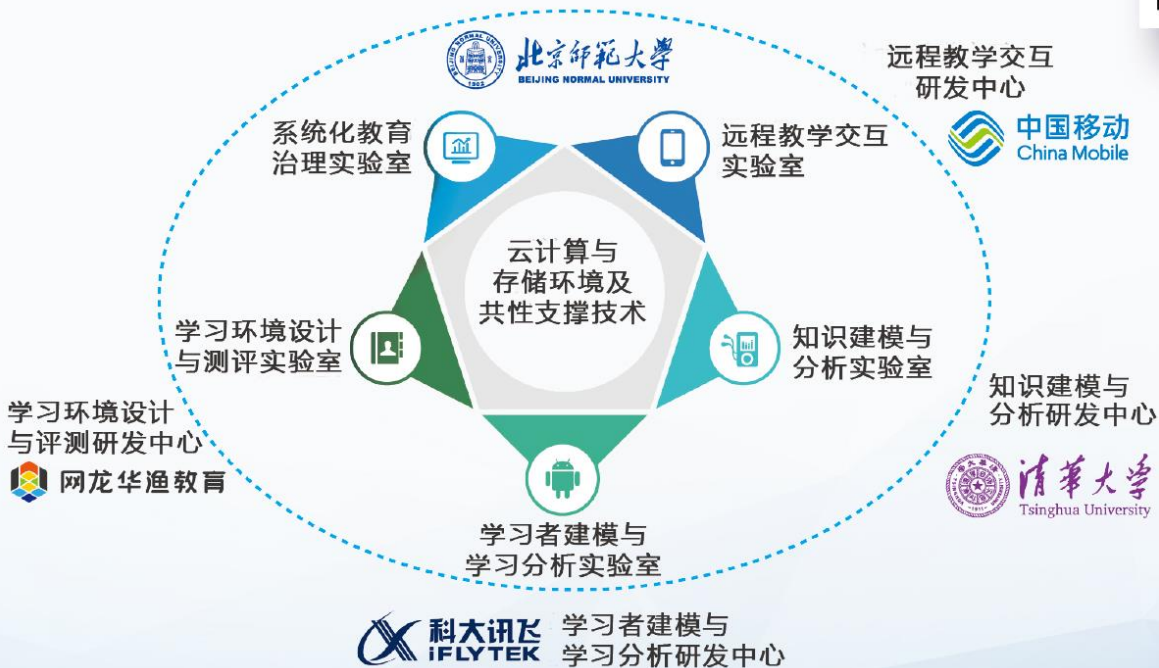 北京师范大学
BEIJING NORMAL UNIVERSITY
1902
远程教学交互
研发中心
中国移动
China Mobile
系统化教育
治理实验室
远程教学交互
实验室
云计算与
存储环境及
共性支撑技术
学习环境设计
与测评实验室
知识建模与
分析实验室
学习环境设计
与评测研发中心
网龙华渔教育
知识建模与
分析研发中心
清華大学
Tsinghua University
学习者建模与
学习分析实验室
科大讯飞
iFLYTEK
学习者建模与
学习分析研发中心